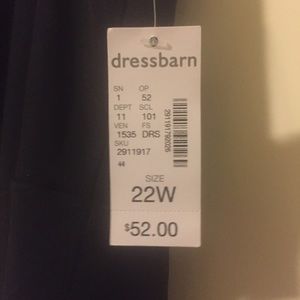 dressbarn
SN OP
1 52
DEPT SCL
11 101
VEN FS
1535 DRS
SKU
2911917
44
SIZE
22W
$52.00